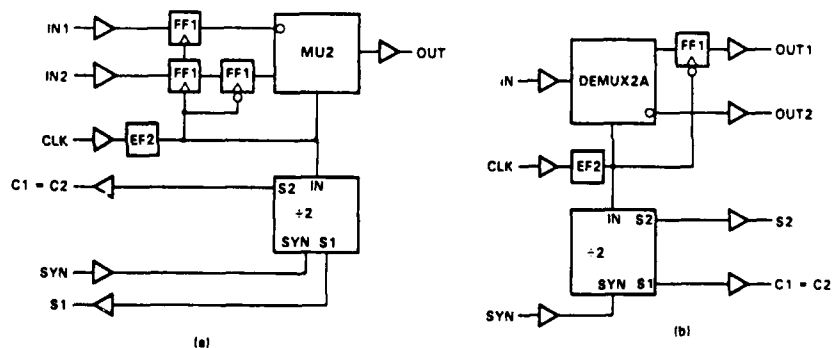 IN1
FF1
MU2
OUT
IN2
FF1
FF1
CLK
EF2
C1 = C2
S2
IN
÷2
SYN S1
SYN
S1
(a)
IN
DEMUX2A
FF1
OUT1
OUT2
CLK
EF2
IN S2
S2
÷2
SYN S1
C1 = C2
SYN
(b)